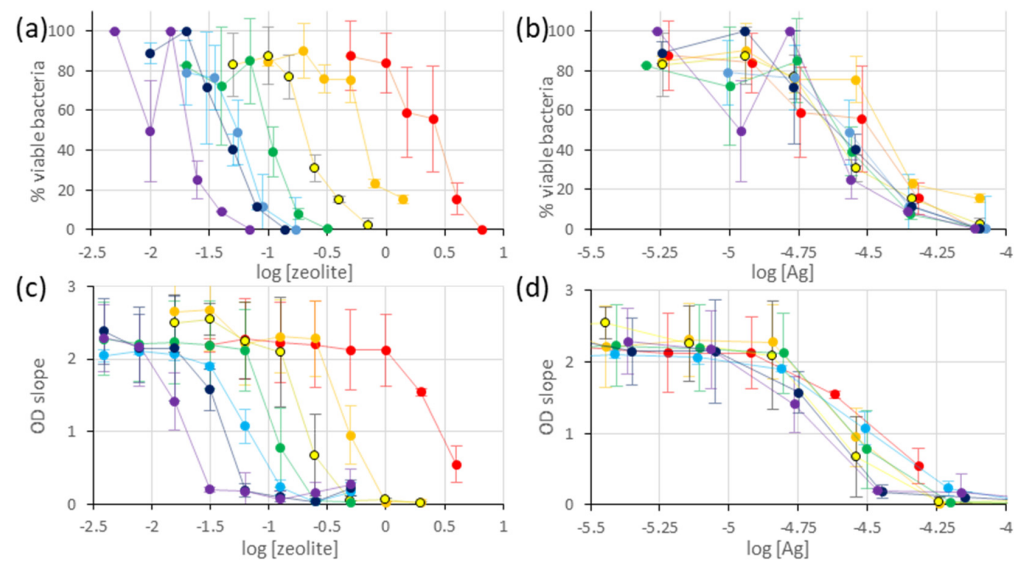 (a)
% viable bacteria
100
80
60
40
20
0
-2.5 -2 -1.5 -1 -0.5 0 0.5 1
log [zeolite]
(b)
% viable bacteria
100
80
60
40
20
0
-5.5 -5.25 -5 -4.75 -4.5 -4.25 -4
log [Ag]
(c)
OD slope
3
2
1
0
-2.5 -2 -1.5 -1 -0.5 0 0.5 1
log [zeolite]
(d)
OD slope
3
2
1
0
-5.5 -5.25 -5 -4.75 -4.5 -4.25 -4
log [Ag]